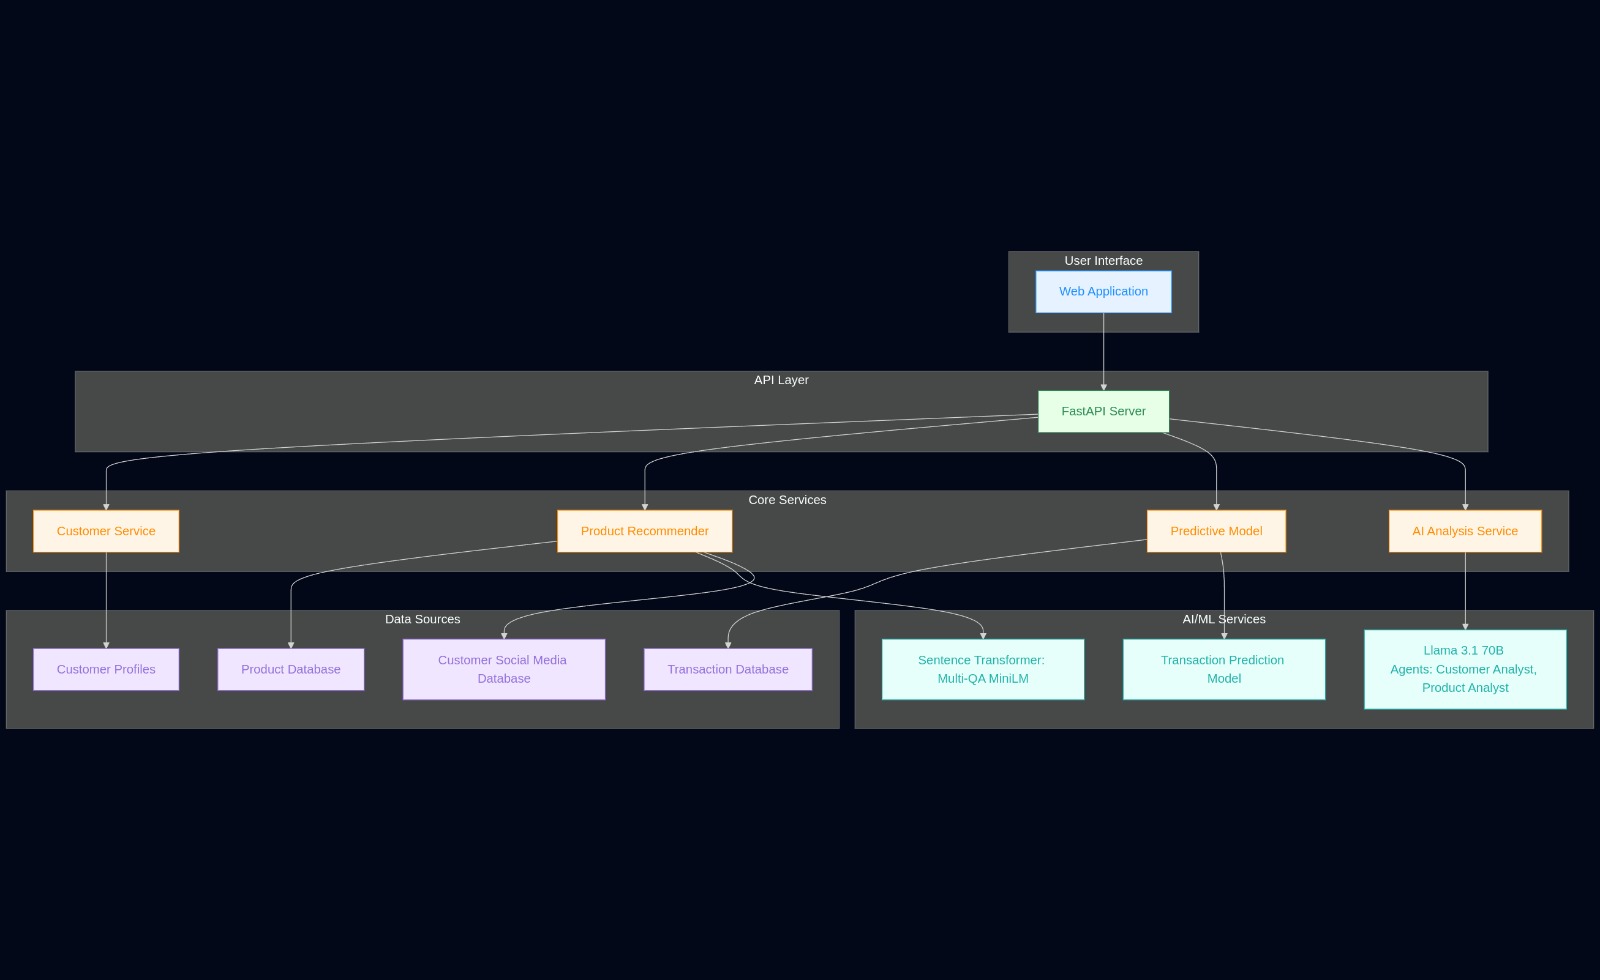 User Interface
Web Application
API Layer
FastAPI Server
Core Services
Customer Service
Product Recommender
Predictive Model
AI Analysis Service
Data Sources
Customer Profiles
Product Database
Customer Social Media
Database
Transaction Database
AI/ML Services
Sentence Transformer:
Multi-QA MiniLM
Transaction Prediction
Model
Llama 3.1 70B
Agents: Customer Analyst,
Product Analyst